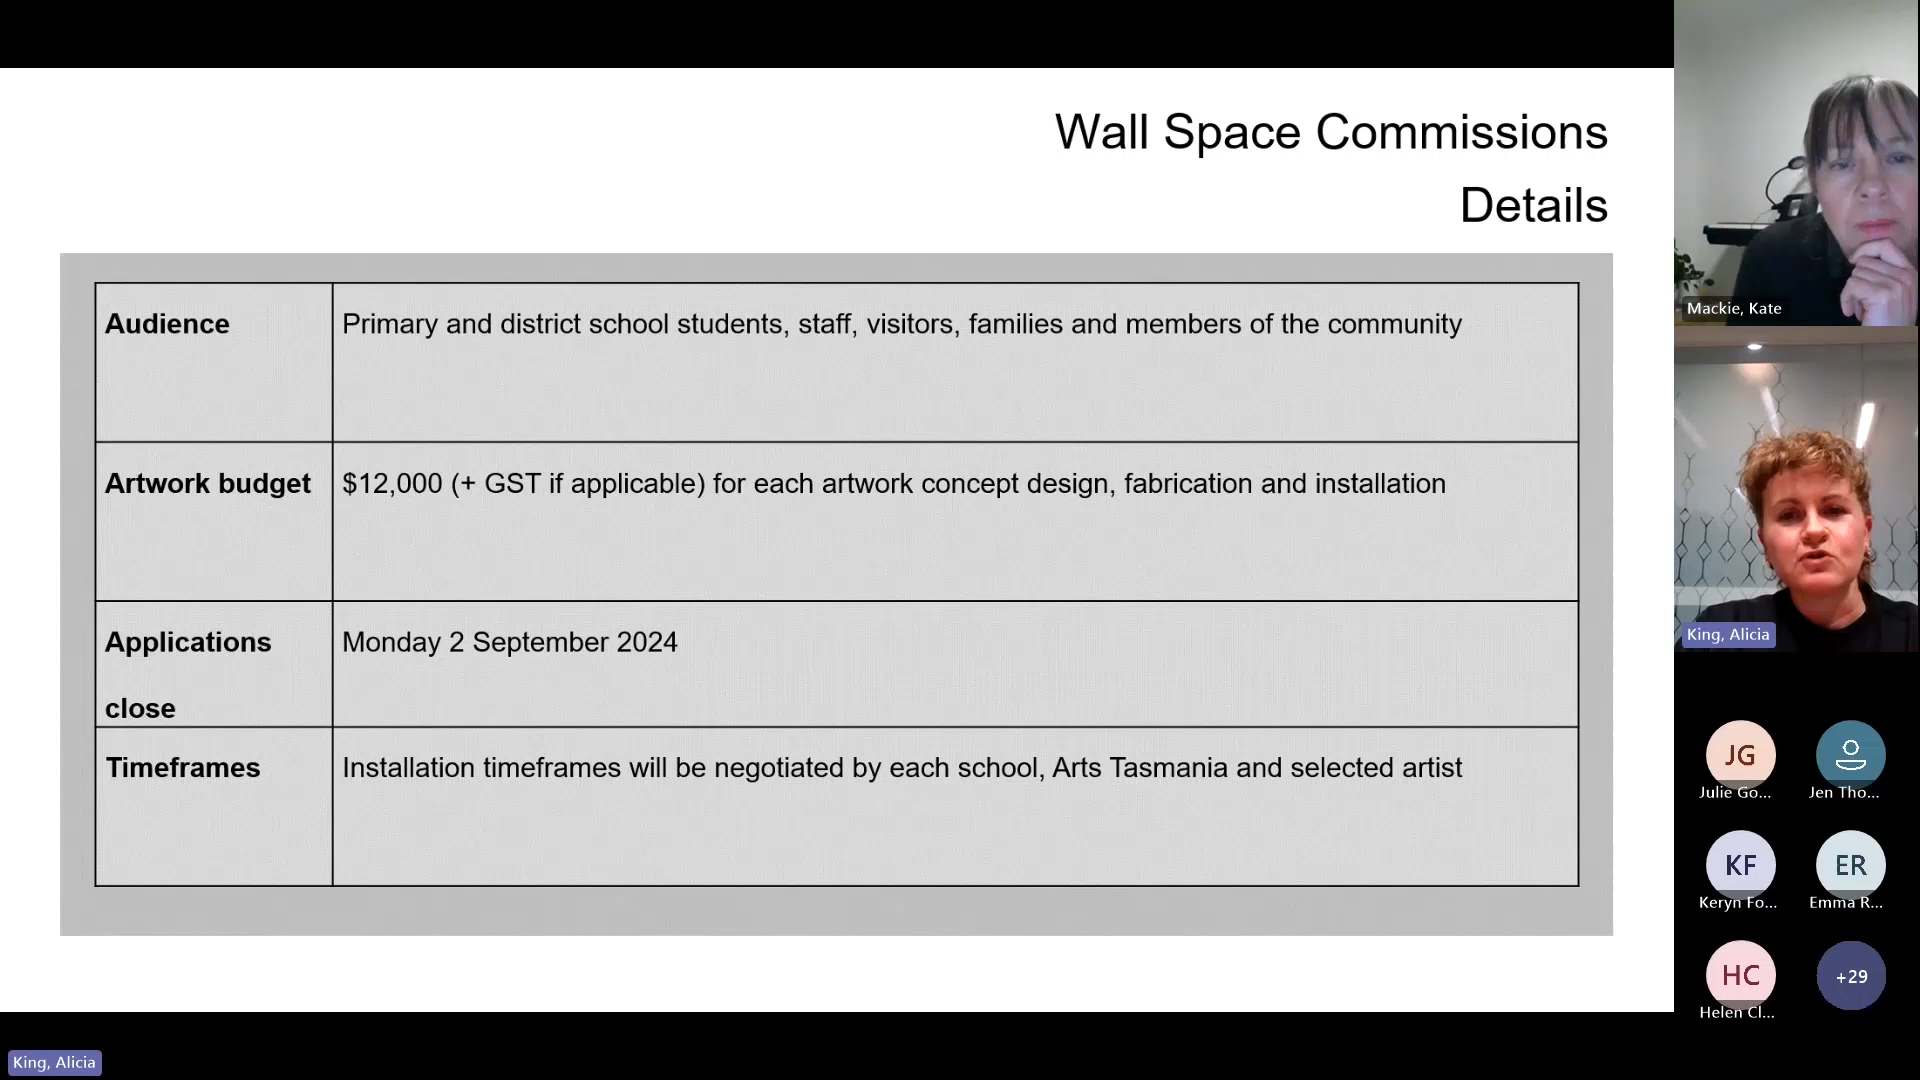 Wall Space Commissions
Details
Audience
Primary and district school students, staff, visitors, families and members of the community
Artwork budget
$12,000 (+ GST if applicable) for each artwork concept design, fabrication and installation
Applications
close
Monday 2 September 2024
Timeframes
Installation timeframes will be negotiated by each school, Arts Tasmania and selected artist
Mackie, Kate
King, Alicia
JG
Julie Go...
Jen Tho...
KF
Keryn Fo...
ER
Emma R...
HC
Helen Cl...
+29
King, Alicia